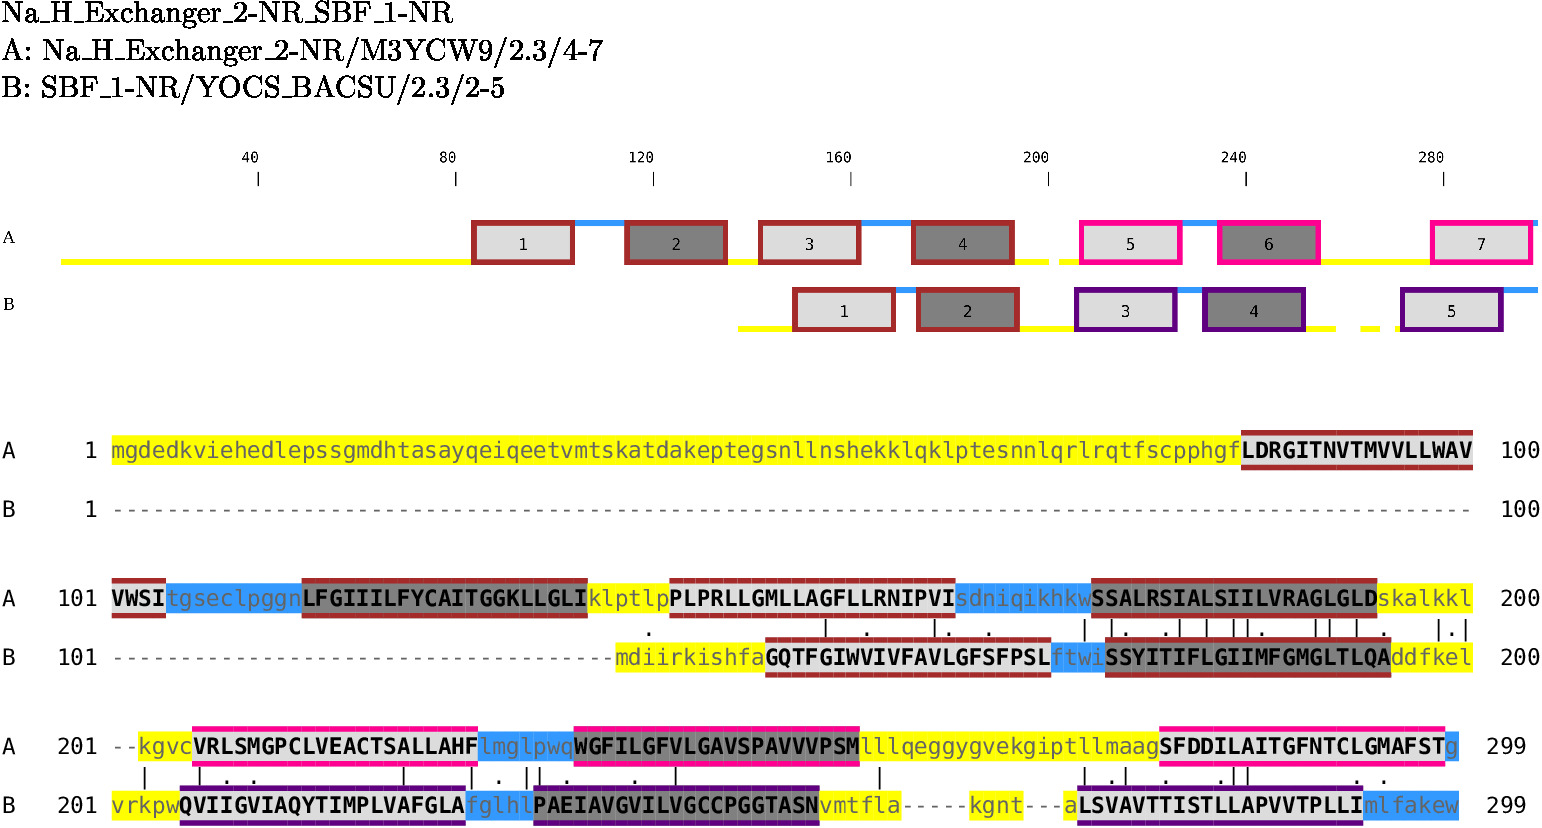 Na_H_Exchanger_2-NR_SBF_1-NR
A: Na_H_Exchanger_2-NR/M3YCW9/2.3/4-7
B: SBF_1-NR/YOCS_BACSU/2.3/2-5
40 80 120 160 200 240 280
A 1 2 3 4 5 6 7
B 1 2 3 4 5
A 1 mgdedkviehedlepssgmdhtasayqeiqeetvmtskatdakeptegsnllnshekklqklptesnnlqrlrqtfscpphgfLDRGITNVTMVVLLWAV 100
B 1 ---------------------------------------------------------------------------------------------------- 100
A 101 VWSItgseclpggnLFGIIILFYCAITGGKLLGLIklptlpPLPRLLGMLLAGFLLRNIPVIsdniqikhkwSSALRSIALSIILVRAGLGLDskalkkl 200
B 101 -------------------------------------mdiirkishfaGQTFGIWVIVFAVLGFSFPSLftwiSSYITIFLGIIMFGMGLTLQAddfkel 200
A 201 --kgvcVRLSMGPCLVEACTSALLAHFlmglpwqWGFILGFVLGAVSPAVVVPSMlllqeggygvekgiptllmaagSFDDILAITGFNTCLGMAFSTg 299
B 201 vrkpwQVIIGVIAQYTIMPLVAFGLAfglhlPAEIAVGVILVGCCPGGTASNvmtfla-----kgnt---aLSVAVTTISTLLAPVVTPLLImlfakew 299